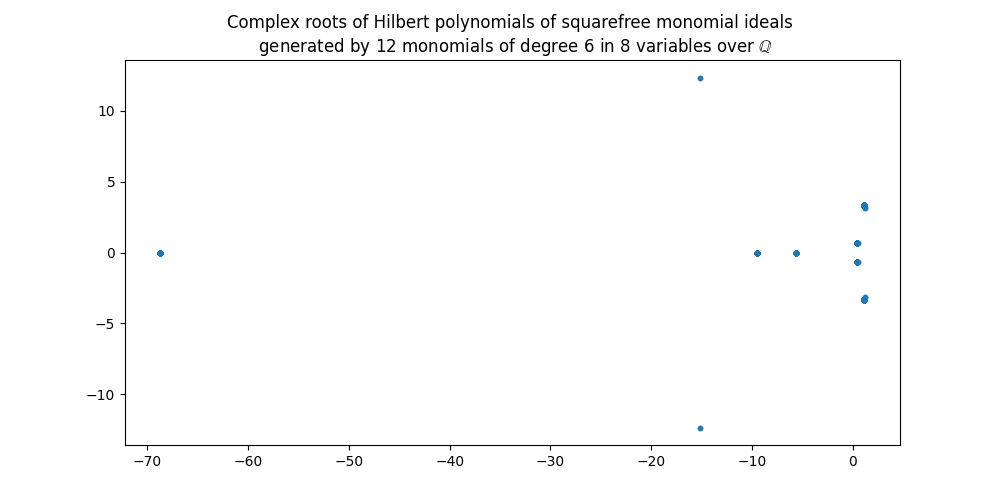 Complex roots of Hilbert polynomials of squarefree monomial ideals
generated by 12 monomials of degree 6 in 8 variables over ℚ
10
5
0
−5
−10
−70 −60 −50 −40 −30 −20 −10 0